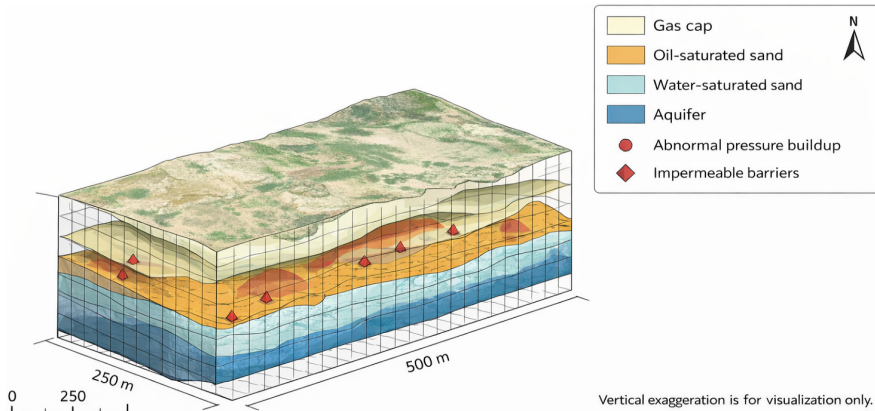 N
Gas cap
Oil-saturated sand
Water-saturated sand
Aquifer
Abnormal pressure buildup
Impermeable barriers
250 m
500 m
0 250
Vertical exaggeration is for visualization only.